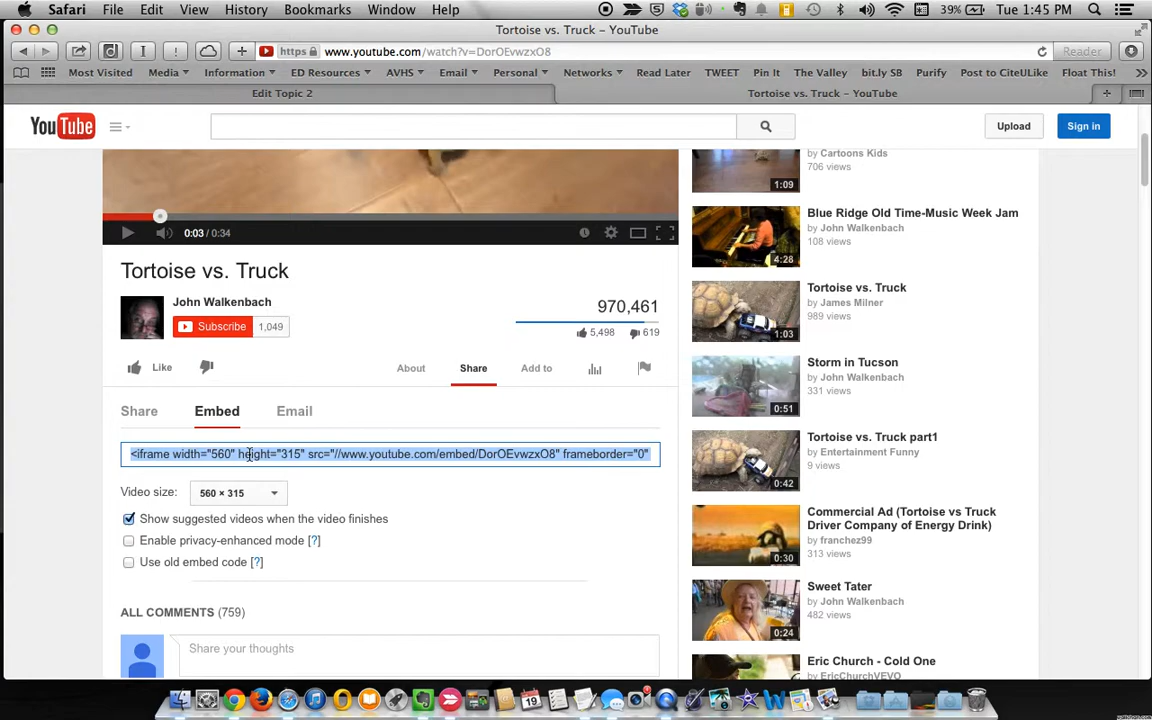 Safari File Edit View History Bookmarks Window Help 39% Tue 1:45 PM
Tortoise vs. Truck – YouTube
https www.youtube.com/watch?v=DorOEvwzxO8 Reader
Most Visited Media Information ED Resources AVHS Email Personal Networks Read Later TWEET Pin It The Valley bit.ly SB Purify Post to CiteULike Float This!
Edit Topic 2 Tortoise vs. Truck – YouTube
YouTube Upload Sign in
by Cartoons Kids
706 views
1:09
Blue Ridge Old Time-Music Week Jam
by John Walkenbach
108 views
4:28
0:03 / 0:34
Tortoise vs. Truck
John Walkenbach
Subscribe 1,049
970,461
5,498 619
Like About Share Add to
Share Embed Email
<iframe width="560" height="315" src="//www.youtube.com/embed/DorOEvwzxO8" frameborder="0"
Video size: 560 × 315
Show suggested videos when the video finishes
Enable privacy-enhanced mode [?]
Use old embed code [?]
ALL COMMENTS (759)
Share your thoughts
Tortoise vs. Truck
by James Milner
989 views
1:03
Storm in Tucson
by John Walkenbach
331 views
0:51
Tortoise vs. Truck part1
by Entertainment Funny
9 views
0:42
Commercial Ad (Tortoise vs Truck
Driver Company of Energy Drink)
by franchez99
313 views
0:30
Sweet Tater
by John Walkenbach
482 views
0:24
Eric Church - Cold One
by EricChurchVEVO
19